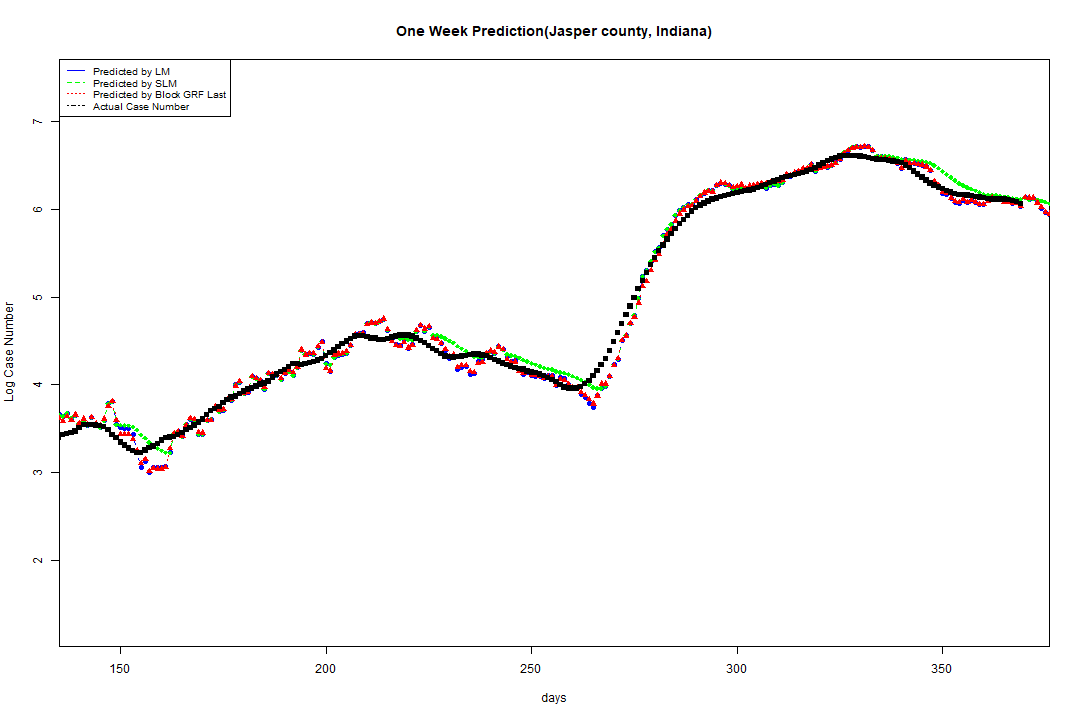 One Week Prediction(Jasper county, Indiana)
Predicted by LM
Predicted by SLM
Predicted by Block GRF Last
Actual Case Number
7
6
5
4
3
2
Log Case Number
150 200 250 300 350
days